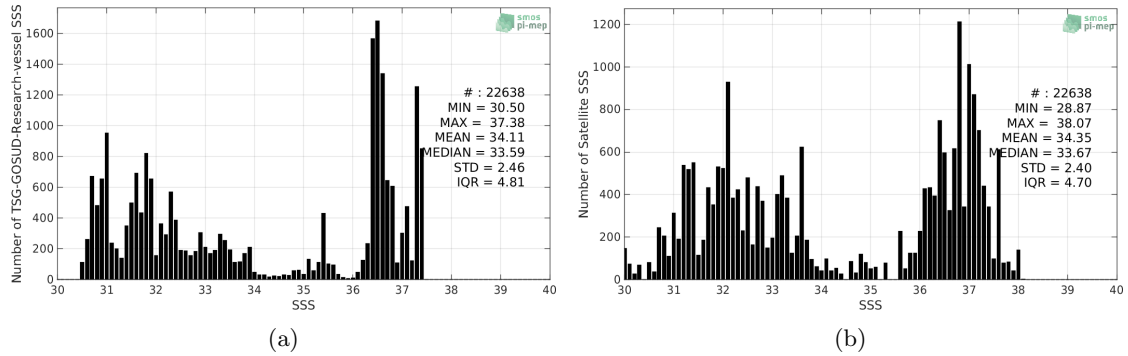 Number of TSG-GOSUD-Research-vessel SSS
1600
1400
1200
1000
800
600
400
200
0
30 31 32 33 34 35 36 37 38 39 40
SSS
smos
pi-mep
# : 22638
MIN = 30.50
MAX = 37.38
MEAN = 34.11
MEDIAN = 33.59
STD = 2.46
IQR = 4.81
(a)
Number of Satellite SSS
1200
1000
800
600
400
200
0
30 31 32 33 34 35 36 37 38 39 40
SSS
smos
pi-mep
# : 22638
MIN = 28.87
MAX = 38.07
MEAN = 34.35
MEDIAN = 33.67
STD = 2.40
IQR = 4.70
(b)